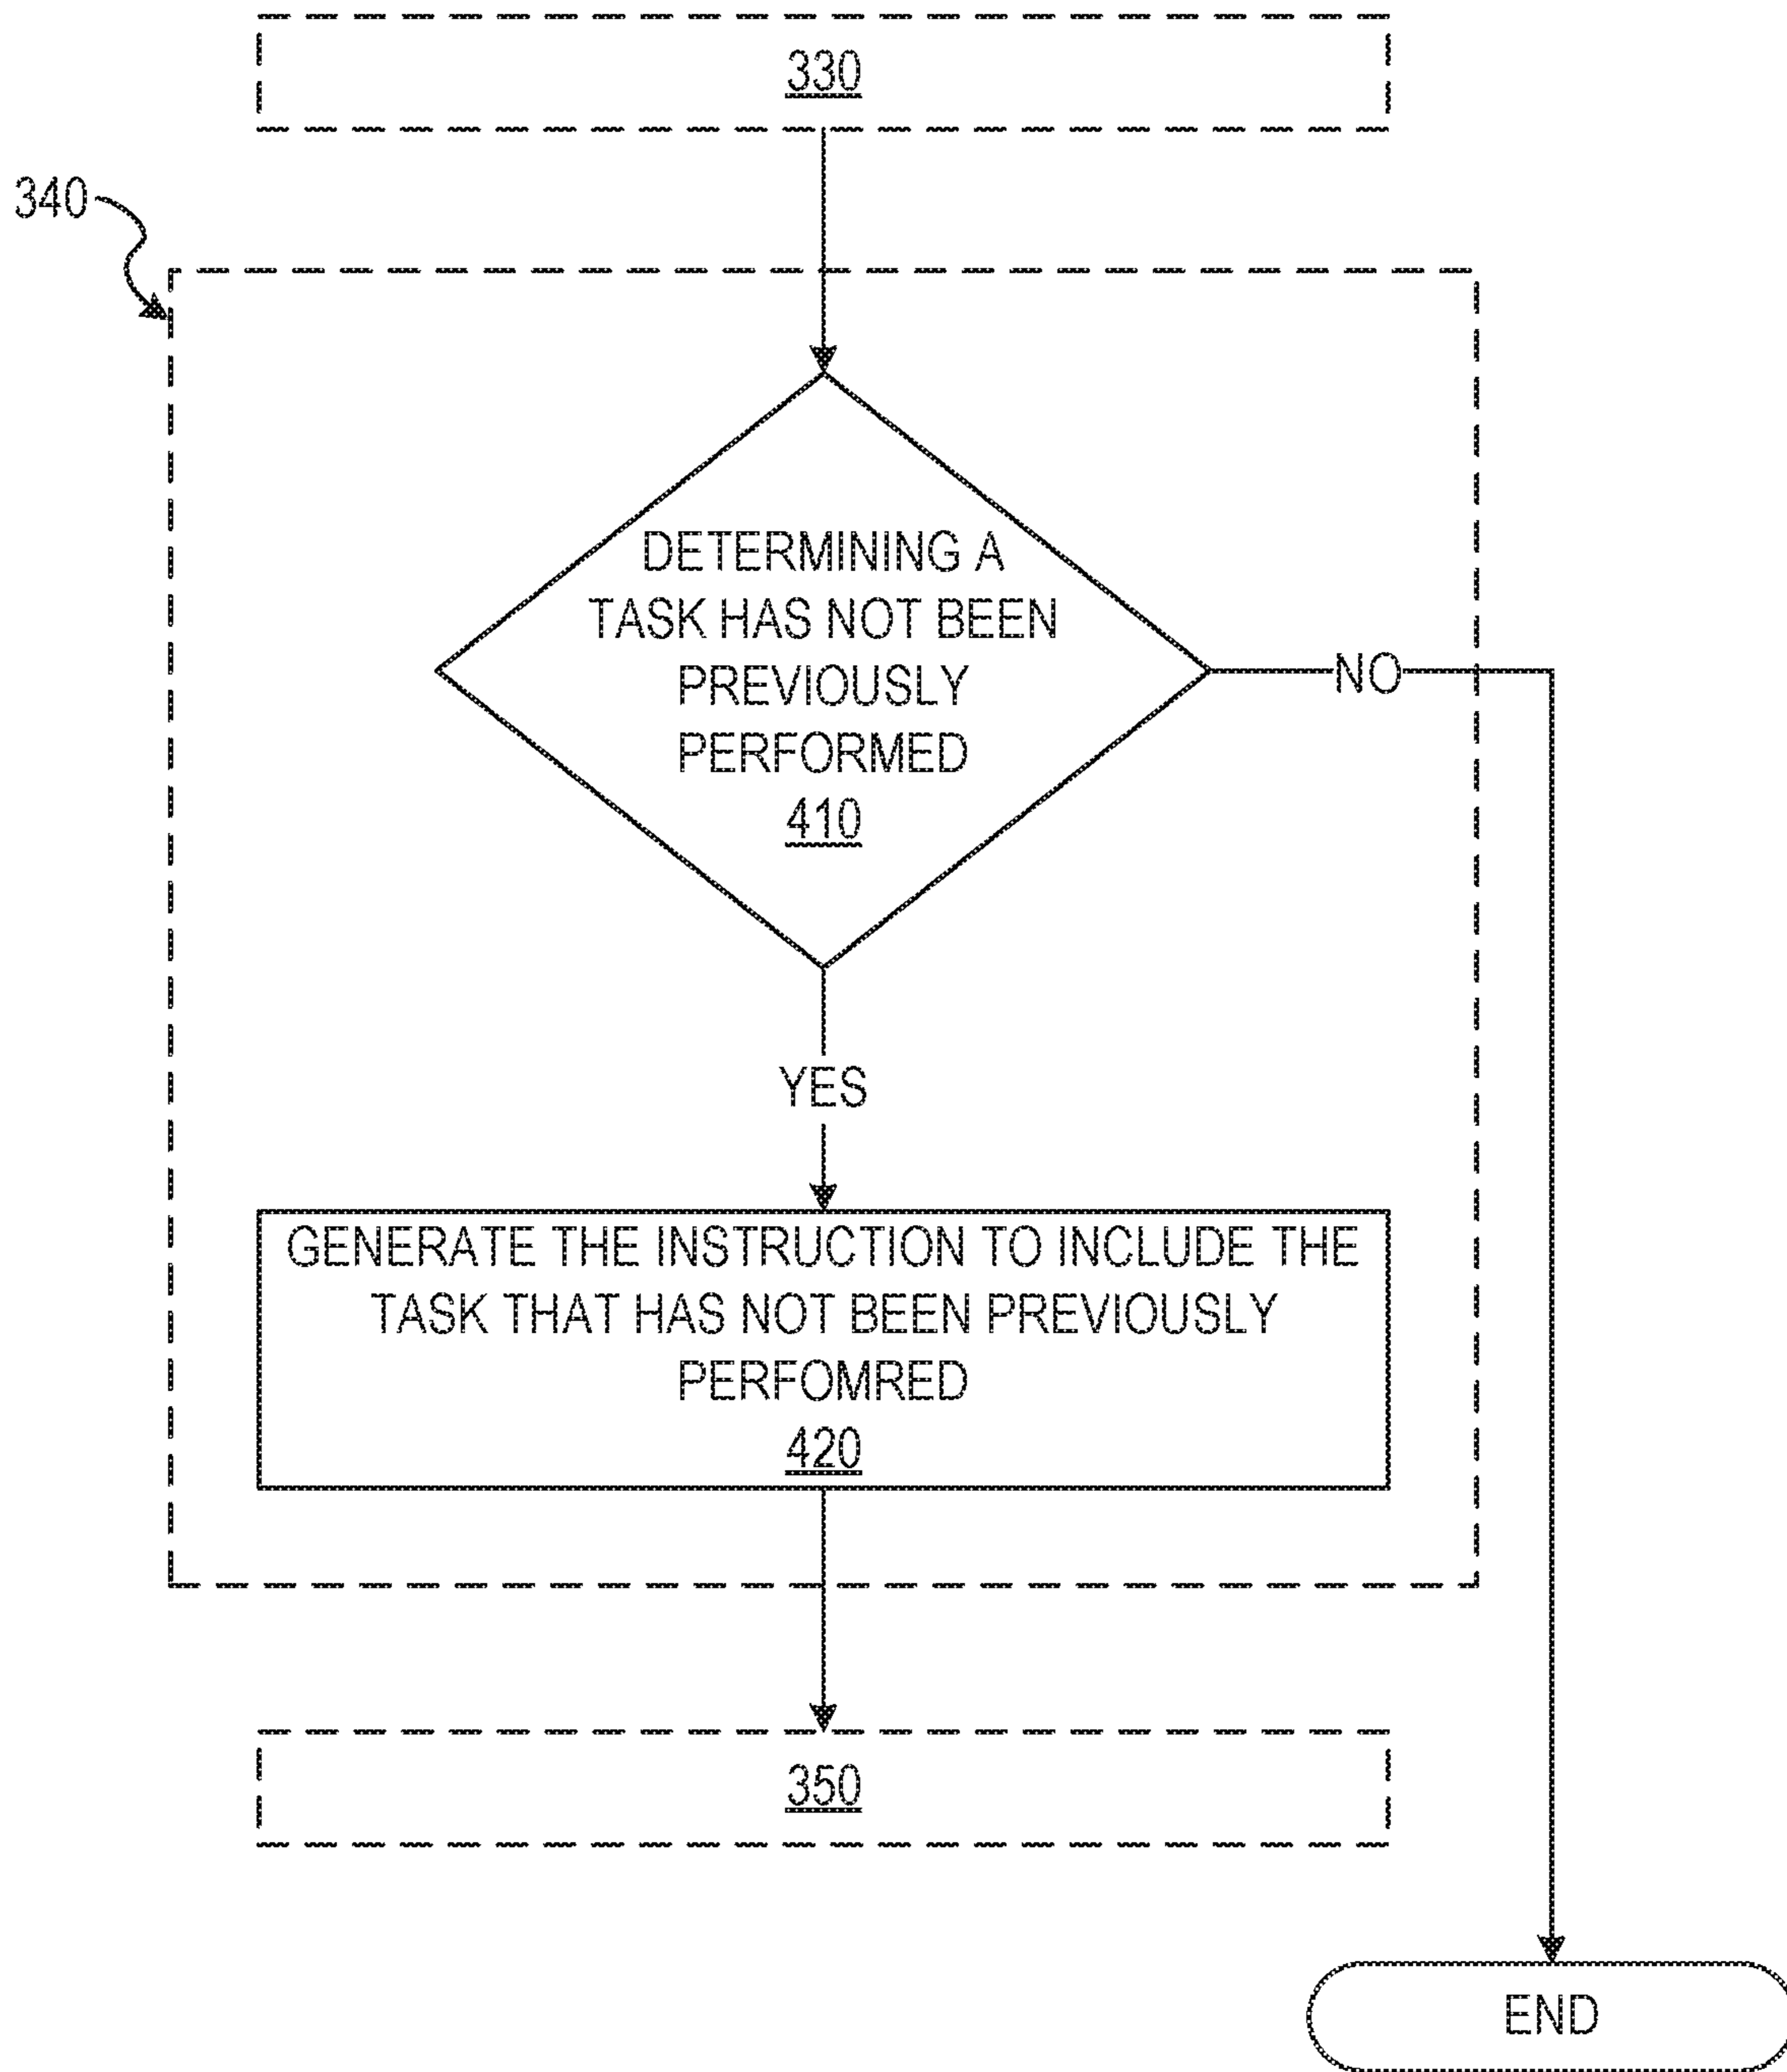 330
340
DETERMINING A
TASK HAS NOT BEEN
PREVIOUSLY
PERFORMED
410
NO
YES
GENERATE THE INSTRUCTION TO INCLUDE THE
TASK THAT HAS NOT BEEN PREVIOUSLY
PERFOMRED
420
350
END